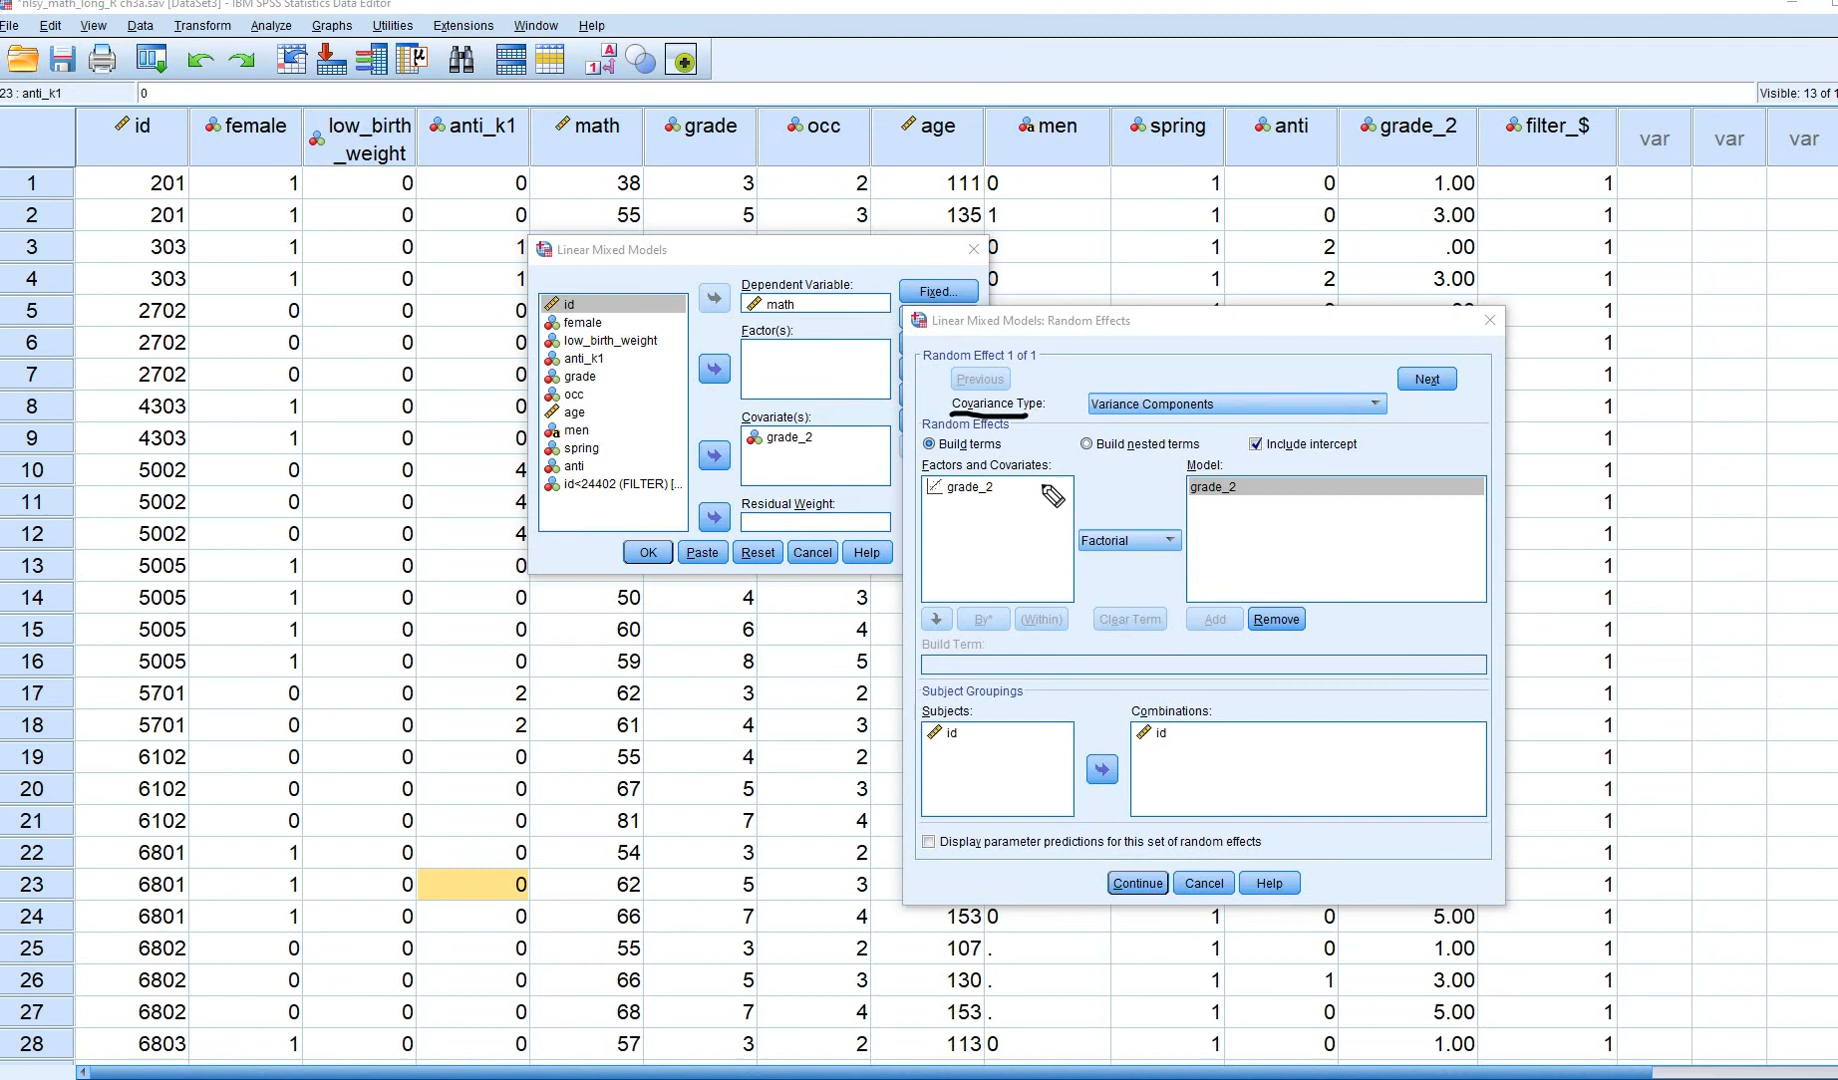 *nlsy_math_long_R ch3a.sav [DataSet3] - IBM SPSS Statistics Data Editor
File Edit View Data Transform Analyze Graphs Utilities Extensions Window Help
23 : anti_k1 0 Visible: 13 of 1
id female low_birth_weight anti_k1 math grade occ age men spring anti grade_2 filter_$ var var var
1 201 1 0 0 38 3 2 111 0 1 0 1.00 1
2 201 1 0 0 55 5 3 135 1 1 0 3.00 1
3 303 1 0 1 0 1 2 .00 1
4 303 1 0 1 0 1 2 3.00 1
5 2702 0 0 0 1
6 2702 0 0 0 1
7 2702 0 0 0 1
8 4303 1 0 0 1
9 4303 1 0 0 1
10 5002 0 0 4 1
11 5002 0 0 4 1
12 5002 0 0 4 1
13 5005 1 0 0 1
14 5005 1 0 0 50 4 3 1
15 5005 1 0 0 60 6 4 1
16 5005 1 0 0 59 8 5 1
17 5701 0 0 2 62 3 2 1
18 5701 0 0 2 61 4 3 1
19 6102 0 0 0 55 4 2 1
20 6102 0 0 0 67 5 3 1
21 6102 0 0 0 81 7 4 1
22 6801 1 0 0 54 3 2 1
23 6801 1 0 0 62 5 3 1
24 6801 1 0 0 66 7 4 153 0 1 0 5.00 1
25 6802 0 0 0 55 3 2 107 . 1 0 1.00 1
26 6802 0 0 0 66 5 3 130 . 1 1 3.00 1
27 6802 0 0 0 68 7 4 153 . 1 0 5.00 1
28 6803 1 0 0 57 3 2 113 0 1 0 1.00 1
Linear Mixed Models
Dependent Variable:
math
Fixed...
id
female
low_birth_weight
anti_k1
grade
occ
age
men
spring
anti
id<24402 (FILTER) [...
Factor(s):
Covariate(s):
grade_2
Residual Weight:
OK Paste Reset Cancel Help
Linear Mixed Models: Random Effects
Random Effect 1 of 1
Previous Next
Covariance Type: Variance Components
Random Effects
Build terms Build nested terms Include intercept
Factors and Covariates: Model:
grade_2 grade_2
Factorial
By* (Within) Clear Term Add Remove
Build Term:
Subject Groupings
Subjects: Combinations:
id id
Display parameter predictions for this set of random effects
Continue Cancel Help